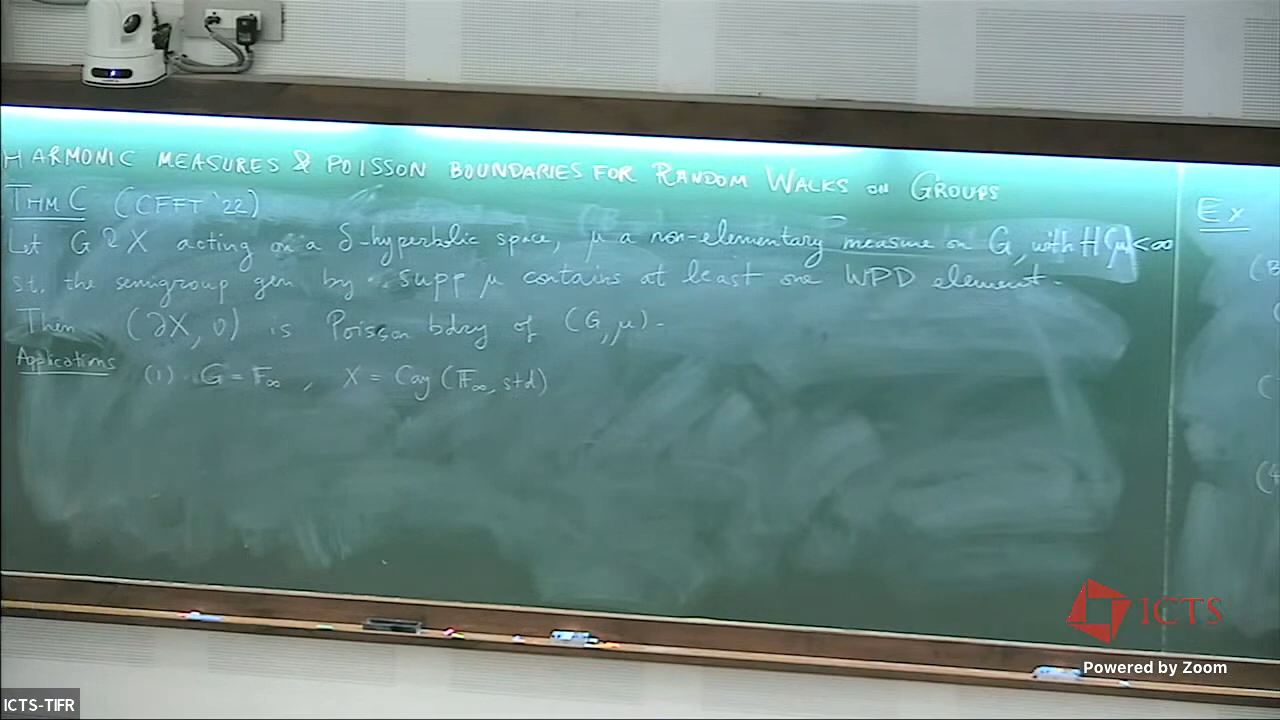 HARMONIC MEASURES & POISSON BOUNDARIES FOR RANDOM WALKS ON GROUPS
THM C (CFFT '22)
Let G ↻ X acting on a δ-hyperbolic space, μ a non-elementary measure on G, with H(μ)<∞
st. the semigroup gen by supp μ contains at least one WPD element.
Then (∂X, ν) is Poisson bdry of (G, μ).
Applications (1) G = F∞ , X = Cay (F∞, std)
Ex
(4
ICTS
Powered by Zoom
ICTS-TIFR